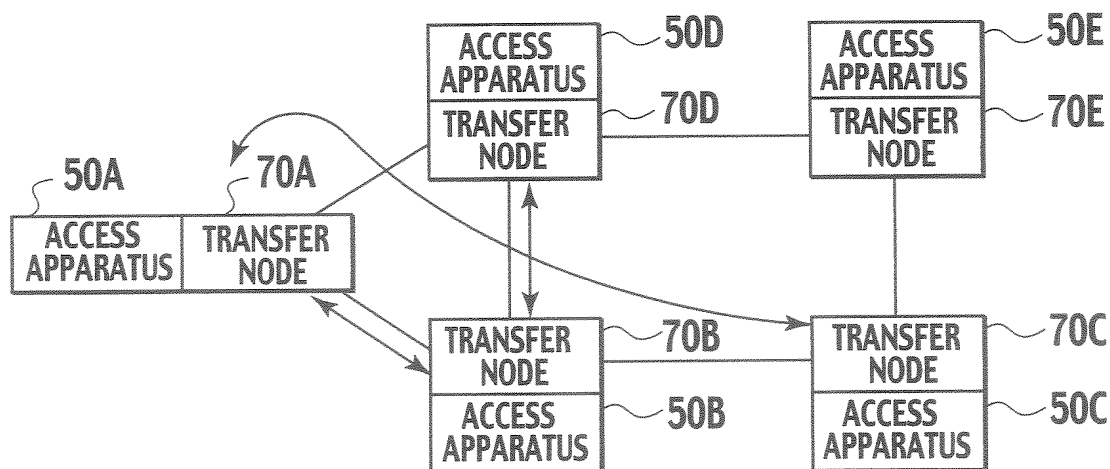 ACCESS
APPARATUS
50D
TRANSFER
NODE
70D
ACCESS
APPARATUS
50E
TRANSFER
NODE
70E
50A
70A
ACCESS
APPARATUS
TRANSFER
NODE
TRANSFER
NODE
70B
ACCESS
APPARATUS
50B
TRANSFER
NODE
70C
ACCESS
APPARATUS
50C